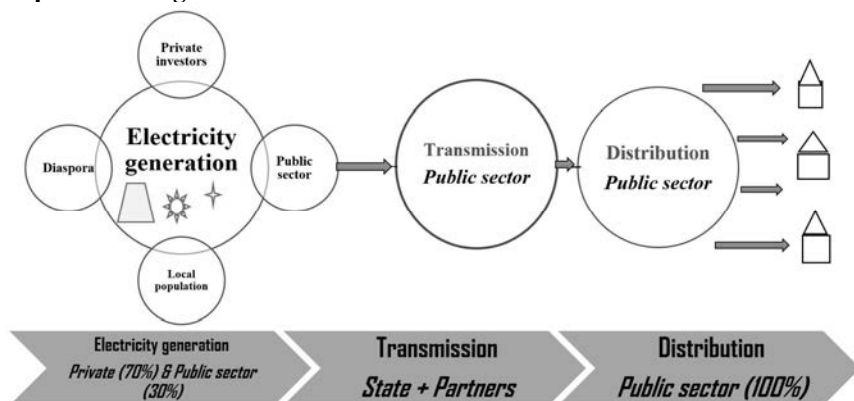 Private
investors
Electricity
generation
Diaspora
Public
sector
Local
population
Transmission
Public sector
Distribution
Public sector
Electricity generation
Private (70%) & Public sector
(30%)
Transmission
State + Partners
Distribution
Public sector (100%)